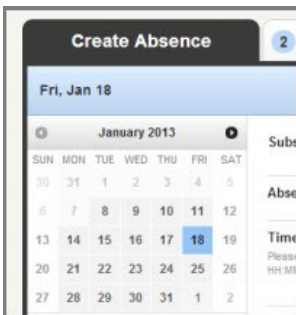 Create Absence
2
Fri, Jan 18
January 2013
SUN MON TUE WED THU FRI SAT
30 31 1 2 3 4 5
6 7 8 9 10 11 12
13 14 15 16 17 18 19
20 21 22 23 24 25 26
27 28 29 30 31 1 2
Subs
Abse
Time
Please
HH:MM